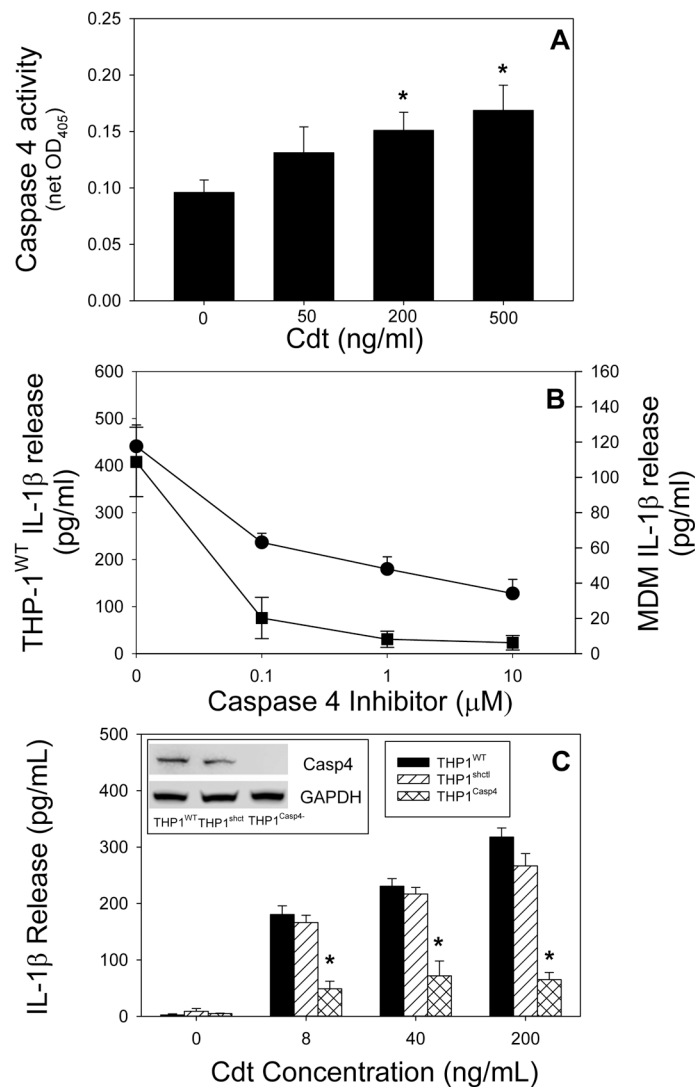 A
0.25
0.20
0.15
0.10
0.05
0.00
* *
Caspase 4 activity
(net OD405)
0 50 200 500
Cdt (ng/ml)
B
600
500
400
300
200
100
0
THP-1WT IL-1β release
(pg/ml)
160
140
120
100
80
60
40
20
0
MDM IL-1β release
(pg/ml)
0 0.1 1 10
Caspase 4 Inhibitor (μM)
C
500
400
300
200
100
0
IL-1β Release (pg/mL)
Casp4
GAPDH
THP1WT THP1shct THP1Casp4-
THP1WT
THP1shctl
THP1Casp4
* * *
0 8 40 200
Cdt Concentration (ng/mL)